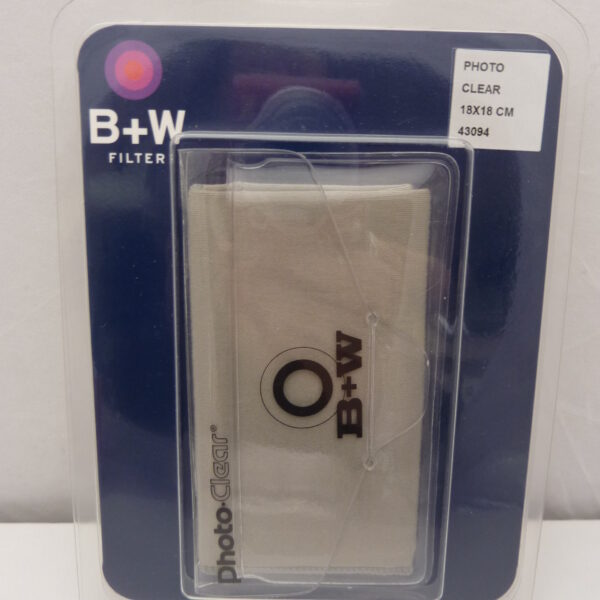 B+W
FILTER
PHOTO
CLEAR
18X18 CM
43094
B+W
photo-Clear®